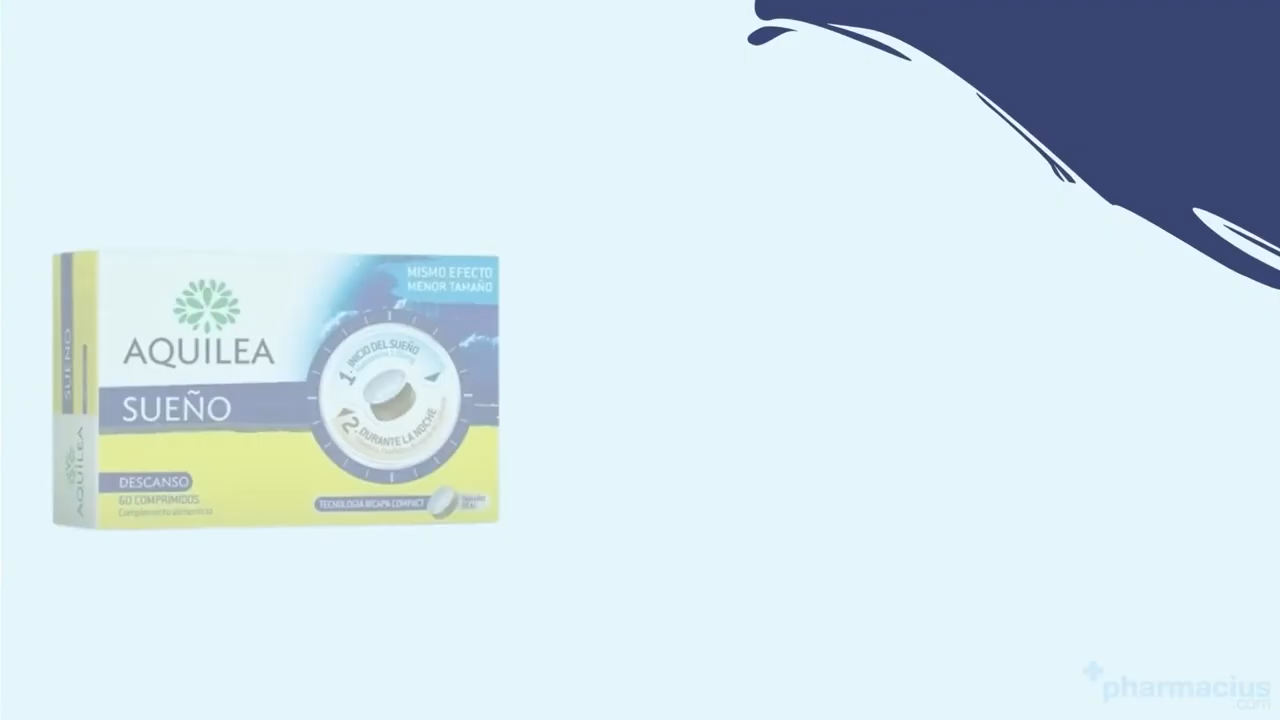 MISMO EFECTO
MENOR TAMAÑO
AQUILEA
SUEÑO
1. INICIO DEL SUEÑO
2. DURANTE LA NOCHE
DESCANSO
60 COMPRIMIDOS
Complemento alimenticio
TECNOLOGÍA BICAPA COMPACT
SUEÑO
AQUILEA
pharmacius
.com